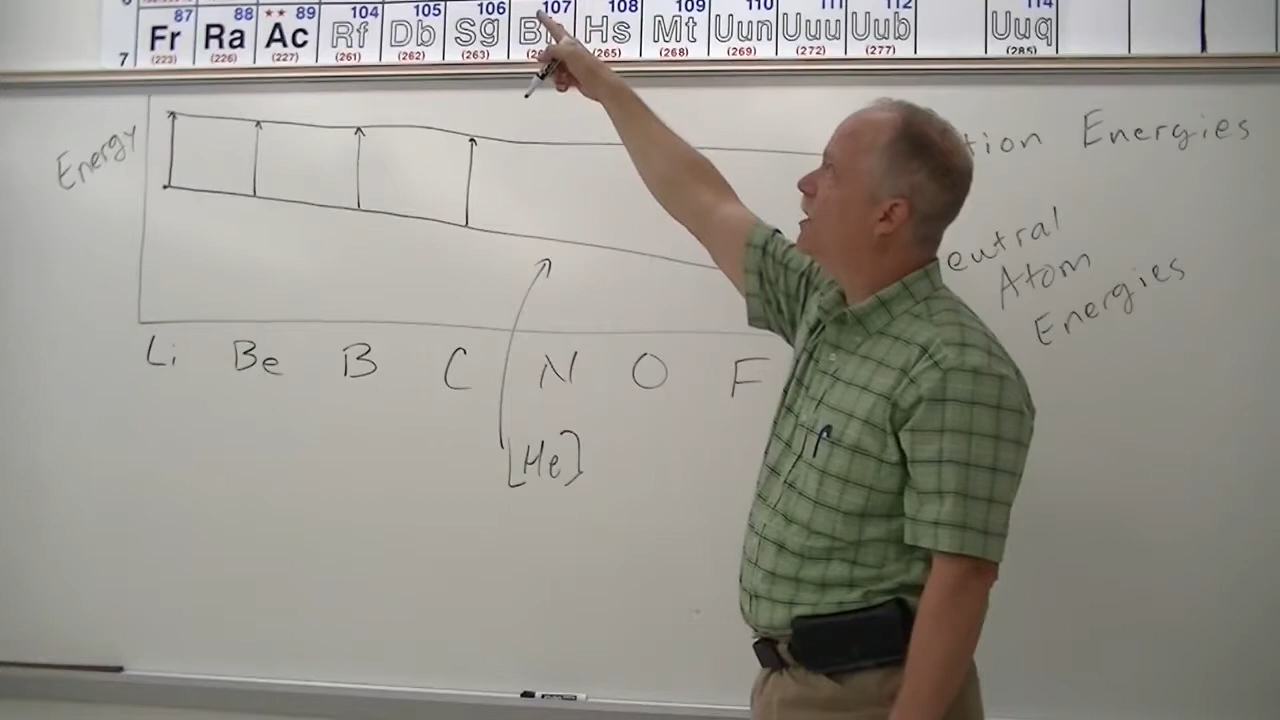 87 88 ★★ 89 104 105 106 107 108 109 110 111 112 114
7 Fr Ra Ac Rf Db Sg Hs Mt Uun Uuu Uub Uuq
(223) (226) (227) (261) (262) (263) (265) (268) (269) (272) (277) (285)
Energy
Energies
Atom
Energies
Li Be B C N O F
[He]